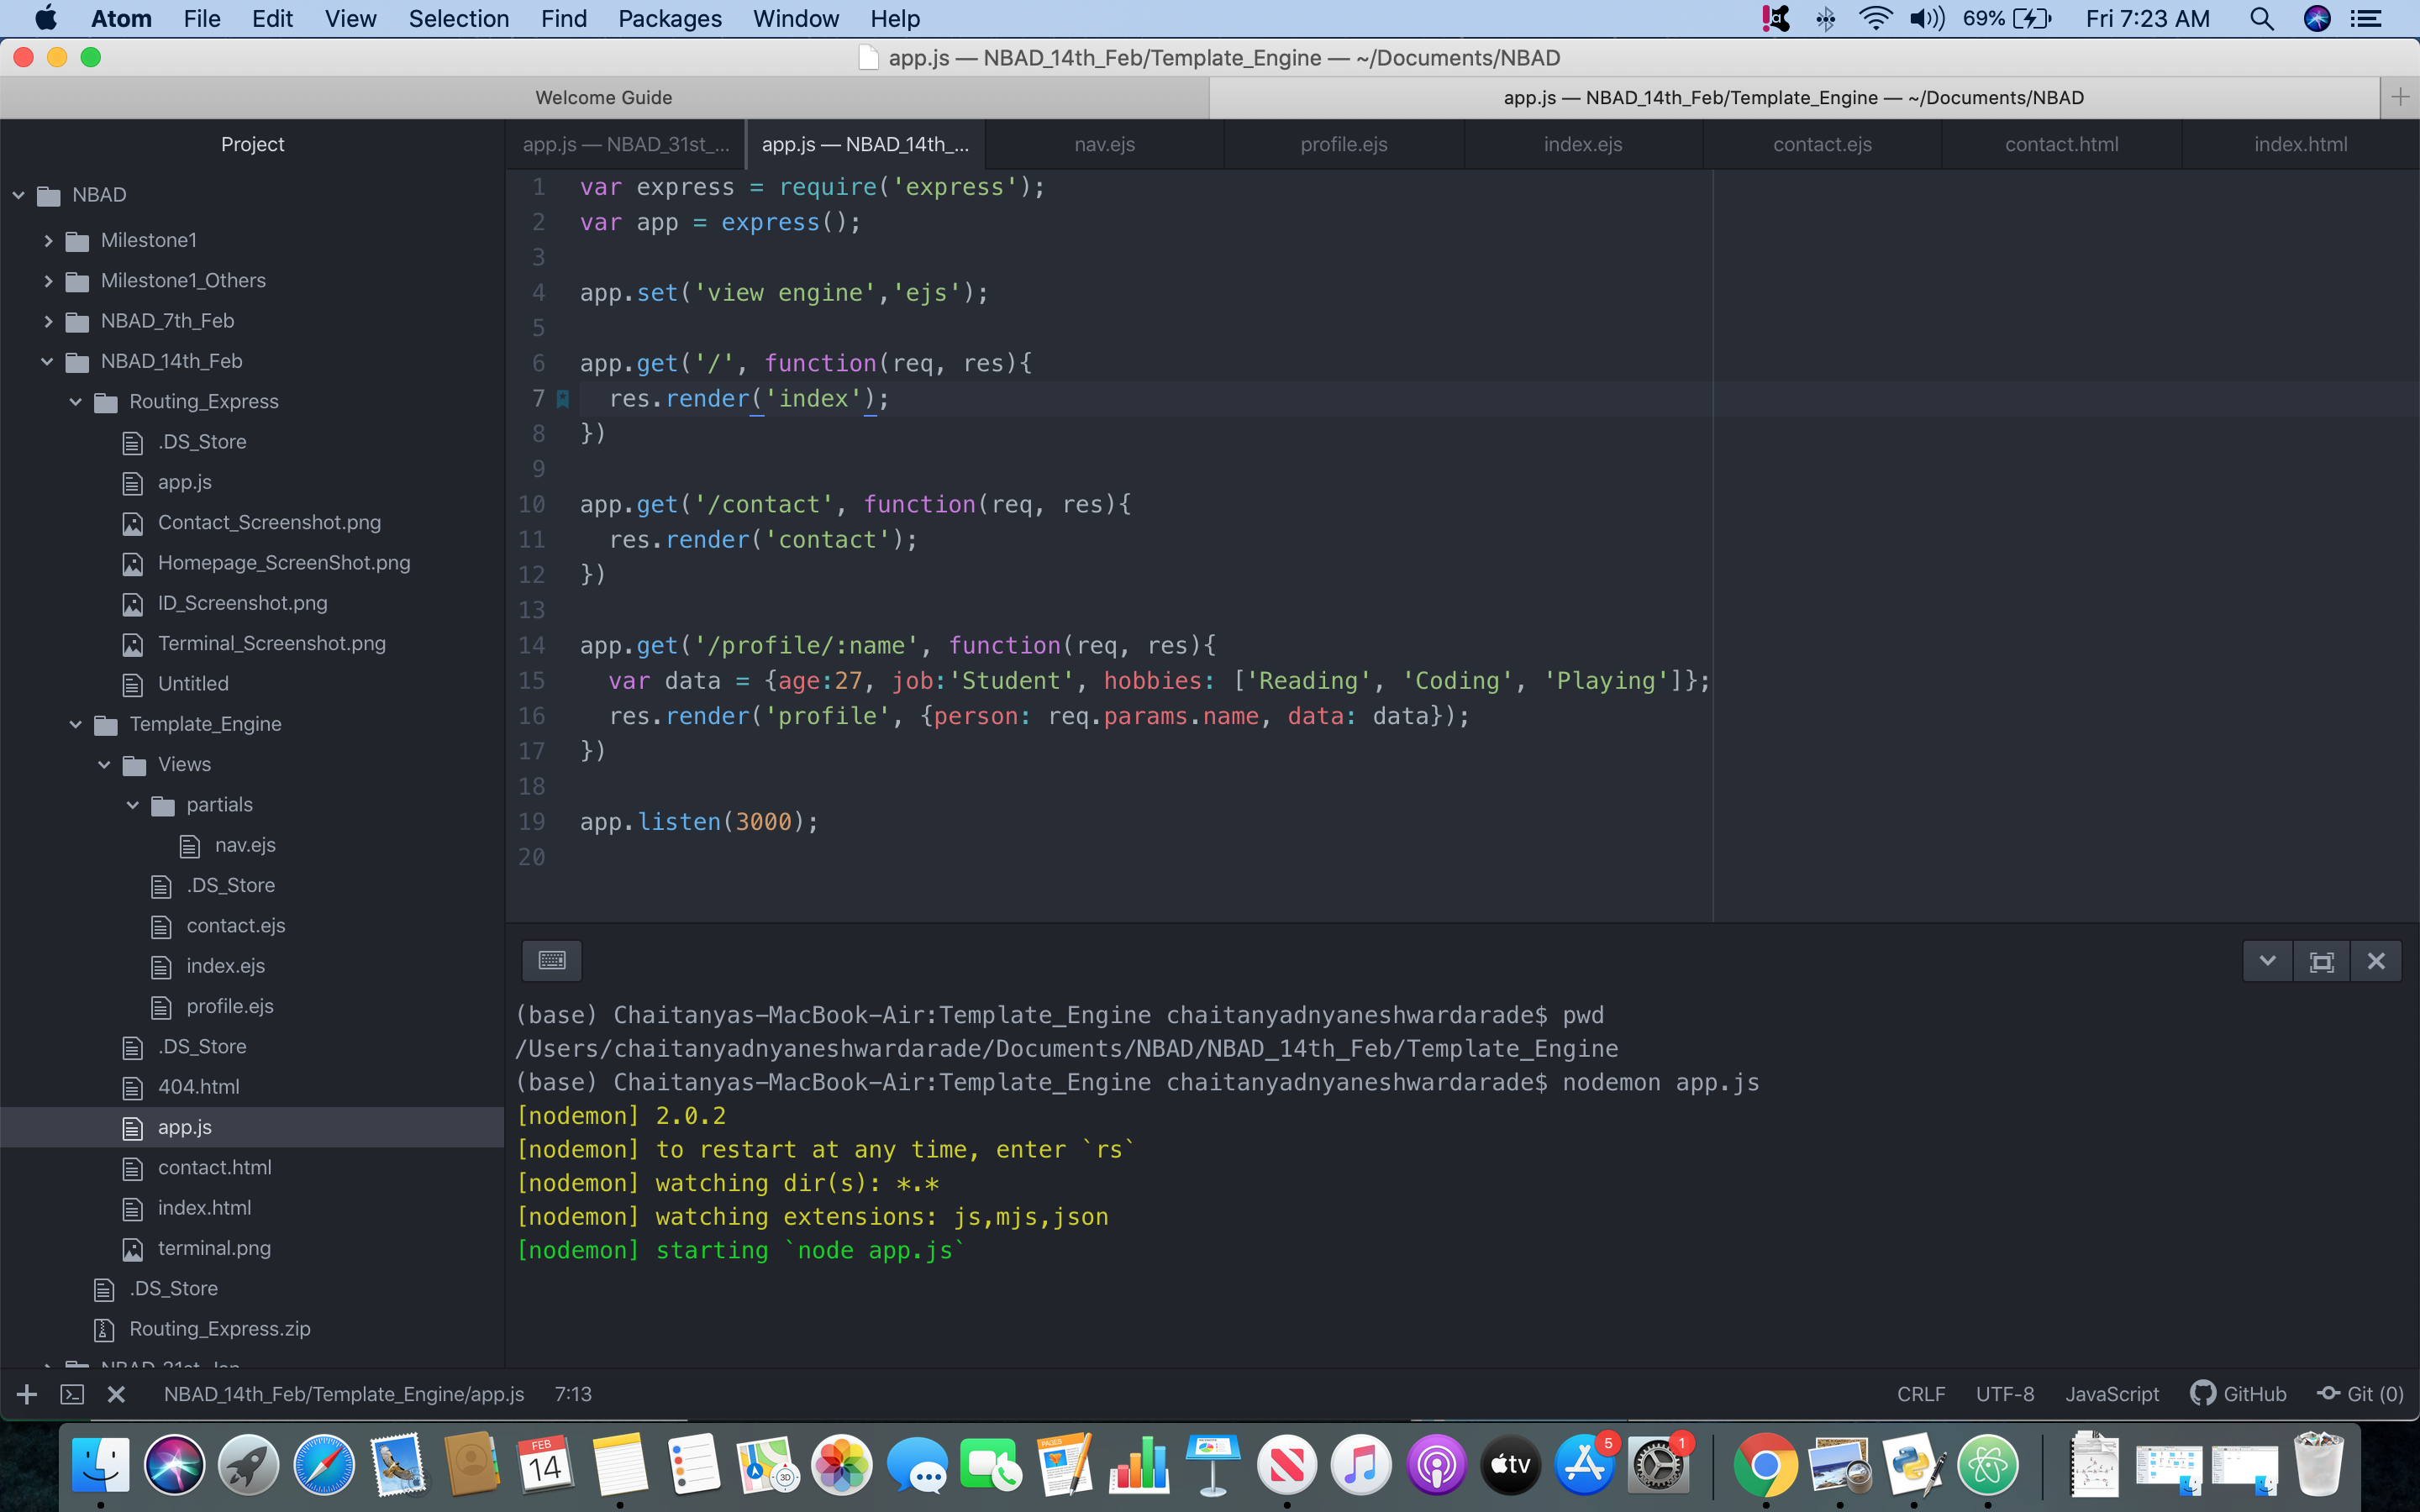 Atom File Edit View Selection Find Packages Window Help 69% Fri 7:23 AM
app.js — NBAD_14th_Feb/Template_Engine — ~/Documents/NBAD
Welcome Guide
app.js — NBAD_14th_Feb/Template_Engine — ~/Documents/NBAD
Project
app.js — NBAD_31st_...
app.js — NBAD_14th_...
nav.ejs
profile.ejs
index.ejs
contact.ejs
contact.html
index.html
NBAD
Milestone1
Milestone1_Others
NBAD_7th_Feb
NBAD_14th_Feb
Routing_Express
.DS_Store
app.js
Contact_Screenshot.png
Homepage_ScreenShot.png
ID_Screenshot.png
Terminal_Screenshot.png
Untitled
Template_Engine
Views
partials
nav.ejs
.DS_Store
contact.ejs
index.ejs
profile.ejs
.DS_Store
404.html
app.js
contact.html
index.html
terminal.png
.DS_Store
Routing_Express.zip
NBAD_31st_Jan
1 var express = require('express');
2 var app = express();
3
4 app.set('view engine','ejs');
5
6 app.get('/', function(req, res){
7 res.render('index');
8 })
9
10 app.get('/contact', function(req, res){
11 res.render('contact');
12 })
13
14 app.get('/profile/:name', function(req, res){
15 var data = {age:27, job:'Student', hobbies: ['Reading', 'Coding', 'Playing']};
16 res.render('profile', {person: req.params.name, data: data});
17 })
18
19 app.listen(3000);
20
(base) Chaitanyas-MacBook-Air:Template_Engine chaitanyadnyaneshwardarade$ pwd
/Users/chaitanyadnyaneshwardarade/Documents/NBAD/NBAD_14th_Feb/Template_Engine
(base) Chaitanyas-MacBook-Air:Template_Engine chaitanyadnyaneshwardarade$ nodemon app.js
[nodemon] 2.0.2
[nodemon] to restart at any time, enter `rs`
[nodemon] watching dir(s): *.*
[nodemon] watching extensions: js,mjs,json
[nodemon] starting `node app.js`
NBAD_14th_Feb/Template_Engine/app.js 7:13
CRLF UTF-8 JavaScript GitHub Git (0)
FEB
14
PAGES
3D
tv
5
1